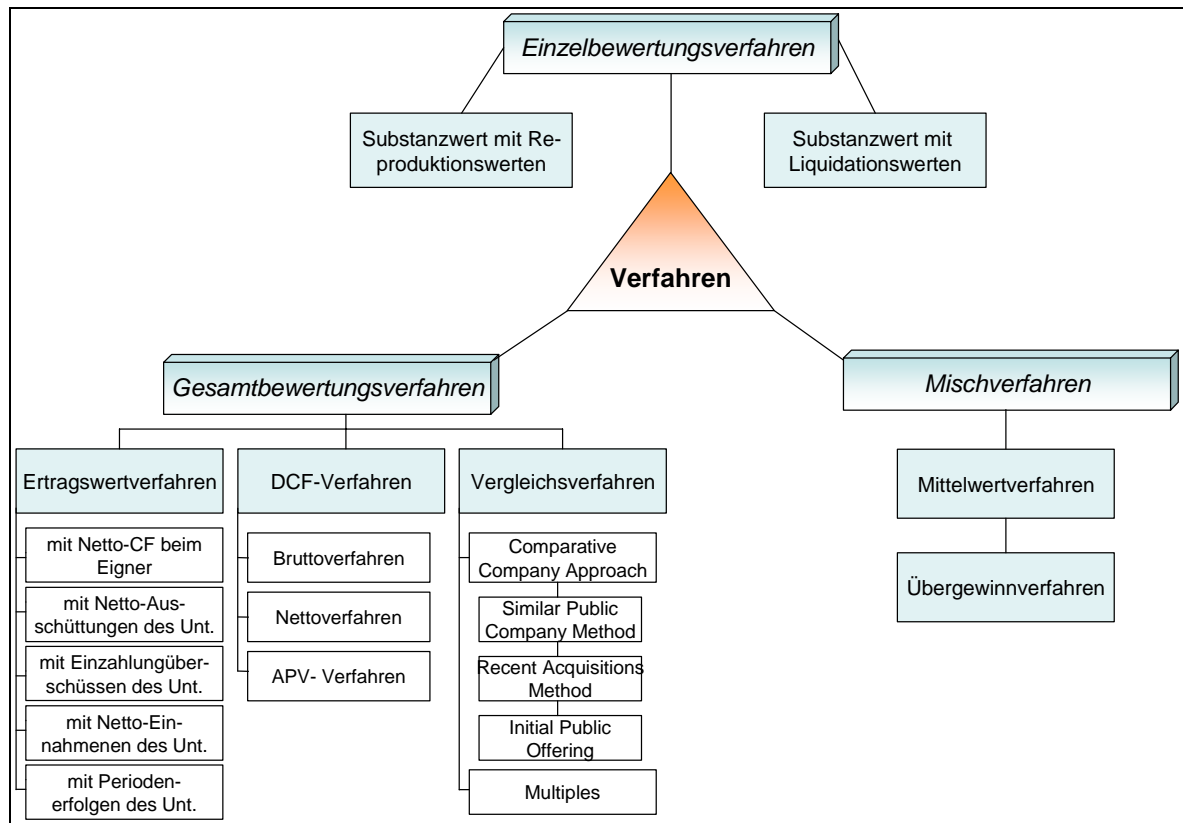 Einzelbewertungsverfahren
Substanzwert mit Re-
produktionswerten
Substanzwert mit
Liquidationswerten
Verfahren
Gesamtbewertungsverfahren
Mischverfahren
Ertragswertverfahren
mit Netto-CF beim
Eigner
mit Netto-Aus-
schüttungen des Unt.
mit Einzahlungüber-
schüssen des Unt.
mit Netto-Ein-
nahmenen des Unt.
mit Perioden-
erfolgen des Unt.
DCF-Verfahren
Bruttoverfahren
Nettoverfahren
APV- Verfahren
Vergleichsverfahren
Comparative
Company Approach
Similar Public
Company Method
Recent Acquisitions
Method
Initial Public
Offering
Multiples
Mittelwertverfahren
Übergewinnverfahren